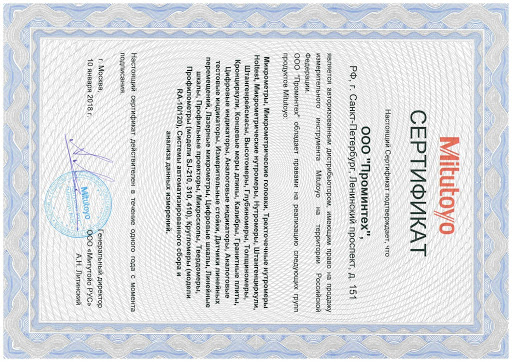 Mitutoyo
СЕРТИФИКАТ
Настоящий Сертификат подтверждает, что
ООО "Проминтех",
РФ, г. Санкт-Петербург, Ленинский проспект, д. 151
является авторизованным дистрибьютором, имеющим право на продажу
измерительного инструмента Mitutoyo на территории Российской
Федерации.
ООО "Проминтех" обладает правами на реализацию следующих групп
продуктов Mitutoyo:
Микрометры, Микрометрические головки, Трехточечные нутромеры
Holtest, Микрометрические нутромеры, Нутромеры, Штангенциркули,
Штангенрейсмасы, Высотомеры, Глубиномеры, Толщиномеры,
Кронциркули, Концевые меры длины, Калибры, Гранитные плиты,
Цифровые индикаторы, Аналоговые индикаторы, Аналоговые
тестовые индикаторы, Измерительные стойки, Датчики линейных
перемещений, Лазерные микрометры, Цифровые шкалы, Линейные
шкалы, Профильные проекторы, Микроскопы, Твердомеры,
Профилометры (модели SJ-210, 310, 410), Кругломеры (модели
RA-10/120), Системы автоматизированного сбора и
анализа данных измерений.
Настоящий сертификат действителен в течение одного года с момента
подписания.
г. Москва,
10 января 2018 г.
Генеральный директор
ООО «Митутойо РУС»
А.Н. Липинский
Mitutoyo